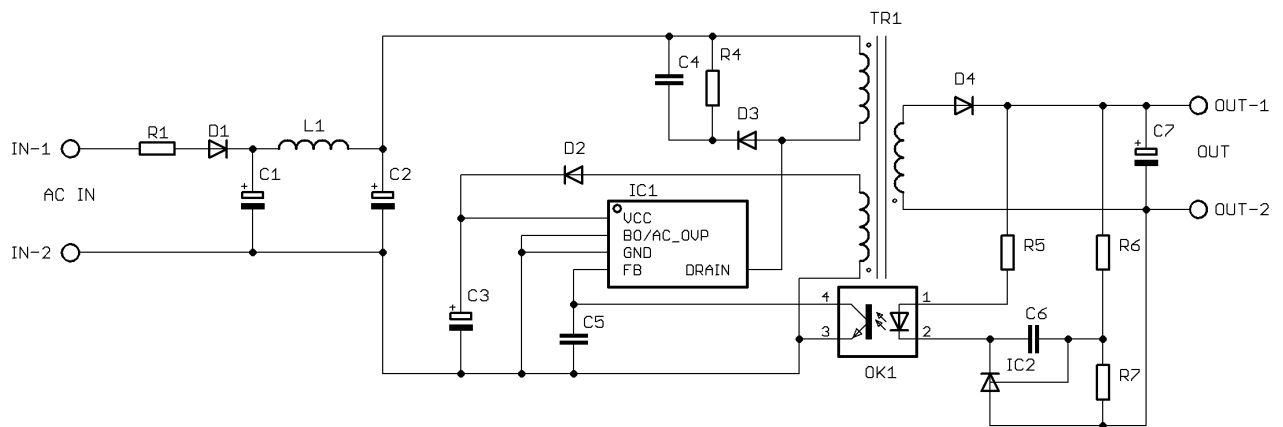 TR1
C4
R4
D4
OUT-1
D3
R1
D1
L1
C7
IN-1
OUT
D2
C1
C2
IC1
AC IN
VCC
OUT-2
BO/AC_OVP
IN-2
GND
R5
R6
FB
DRAIN
C3
4
1
C5
C6
3
2
IC2
OK1
R7
+
+
+
+